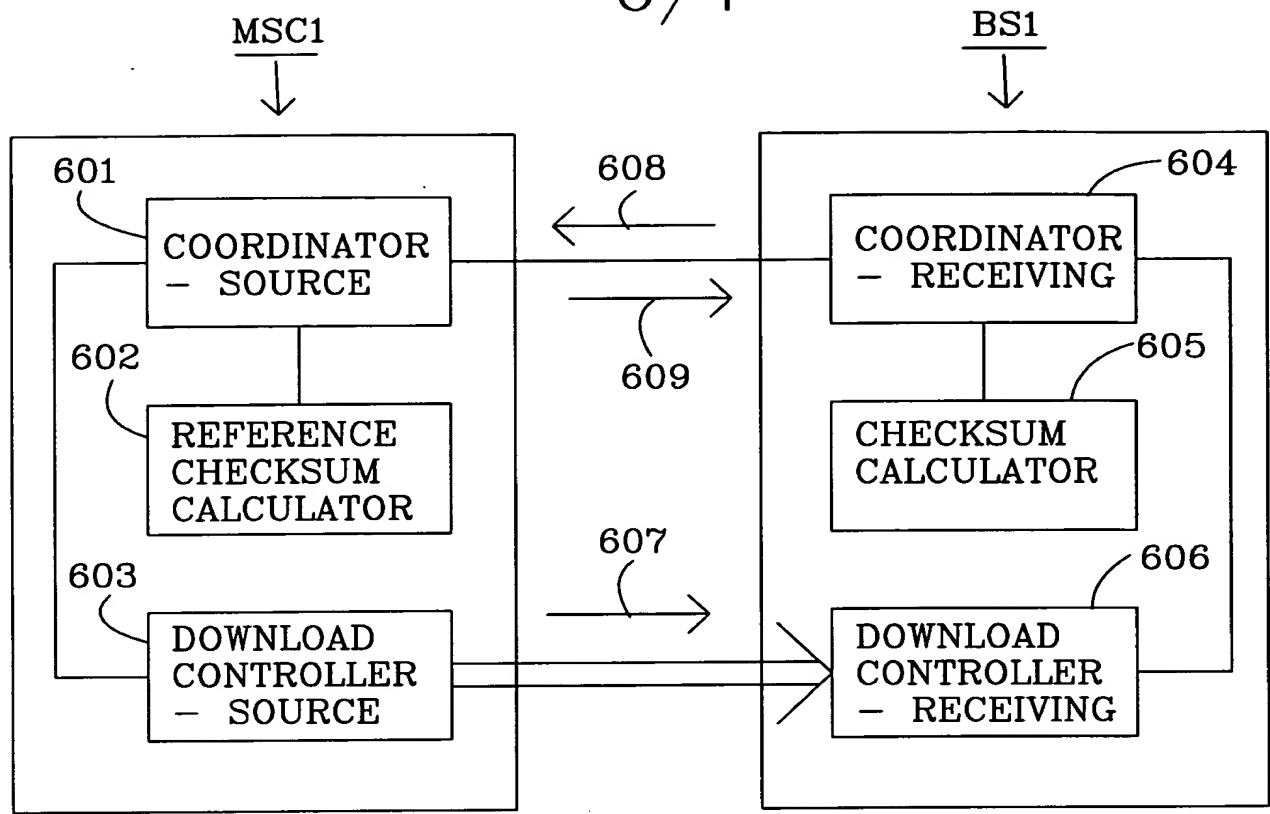 MSC1
BS1
601
COORDINATOR
– SOURCE
608
609
604
COORDINATOR
– RECEIVING
602
REFERENCE
CHECKSUM
CALCULATOR
605
CHECKSUM
CALCULATOR
603
DOWNLOAD
CONTROLLER
– SOURCE
607
606
DOWNLOAD
CONTROLLER
– RECEIVING